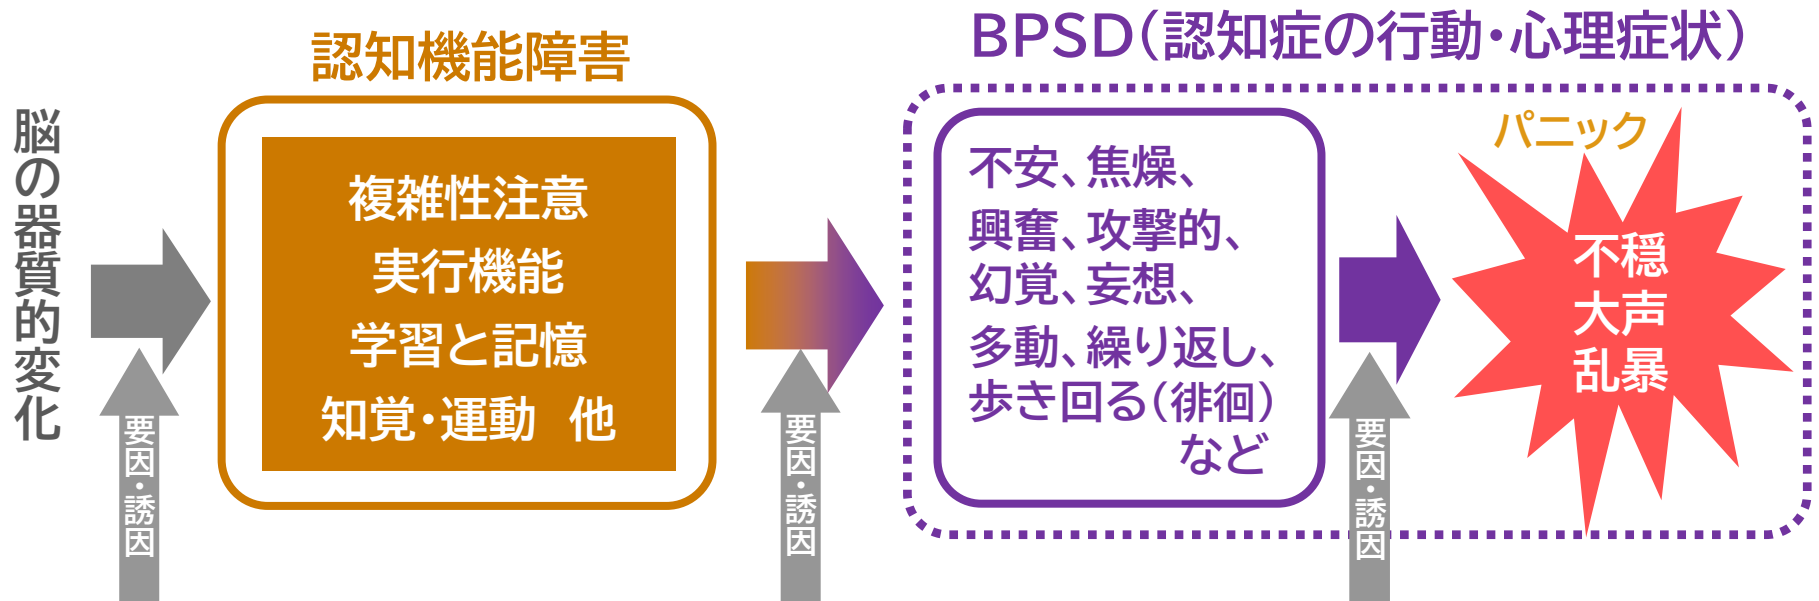 脳の器質的変化
認知機能障害
複雑性注意
実行機能
学習と記憶
知覚・運動　他
BPSD（認知症の行動・心理症状）
不安、焦燥、
興奮、攻撃的、
幻覚、妄想、
多動、繰り返し、
歩き回る（徘徊）
など
パニック
不穏
大声
乱暴
要因・誘因
要因・誘因
要因・誘因